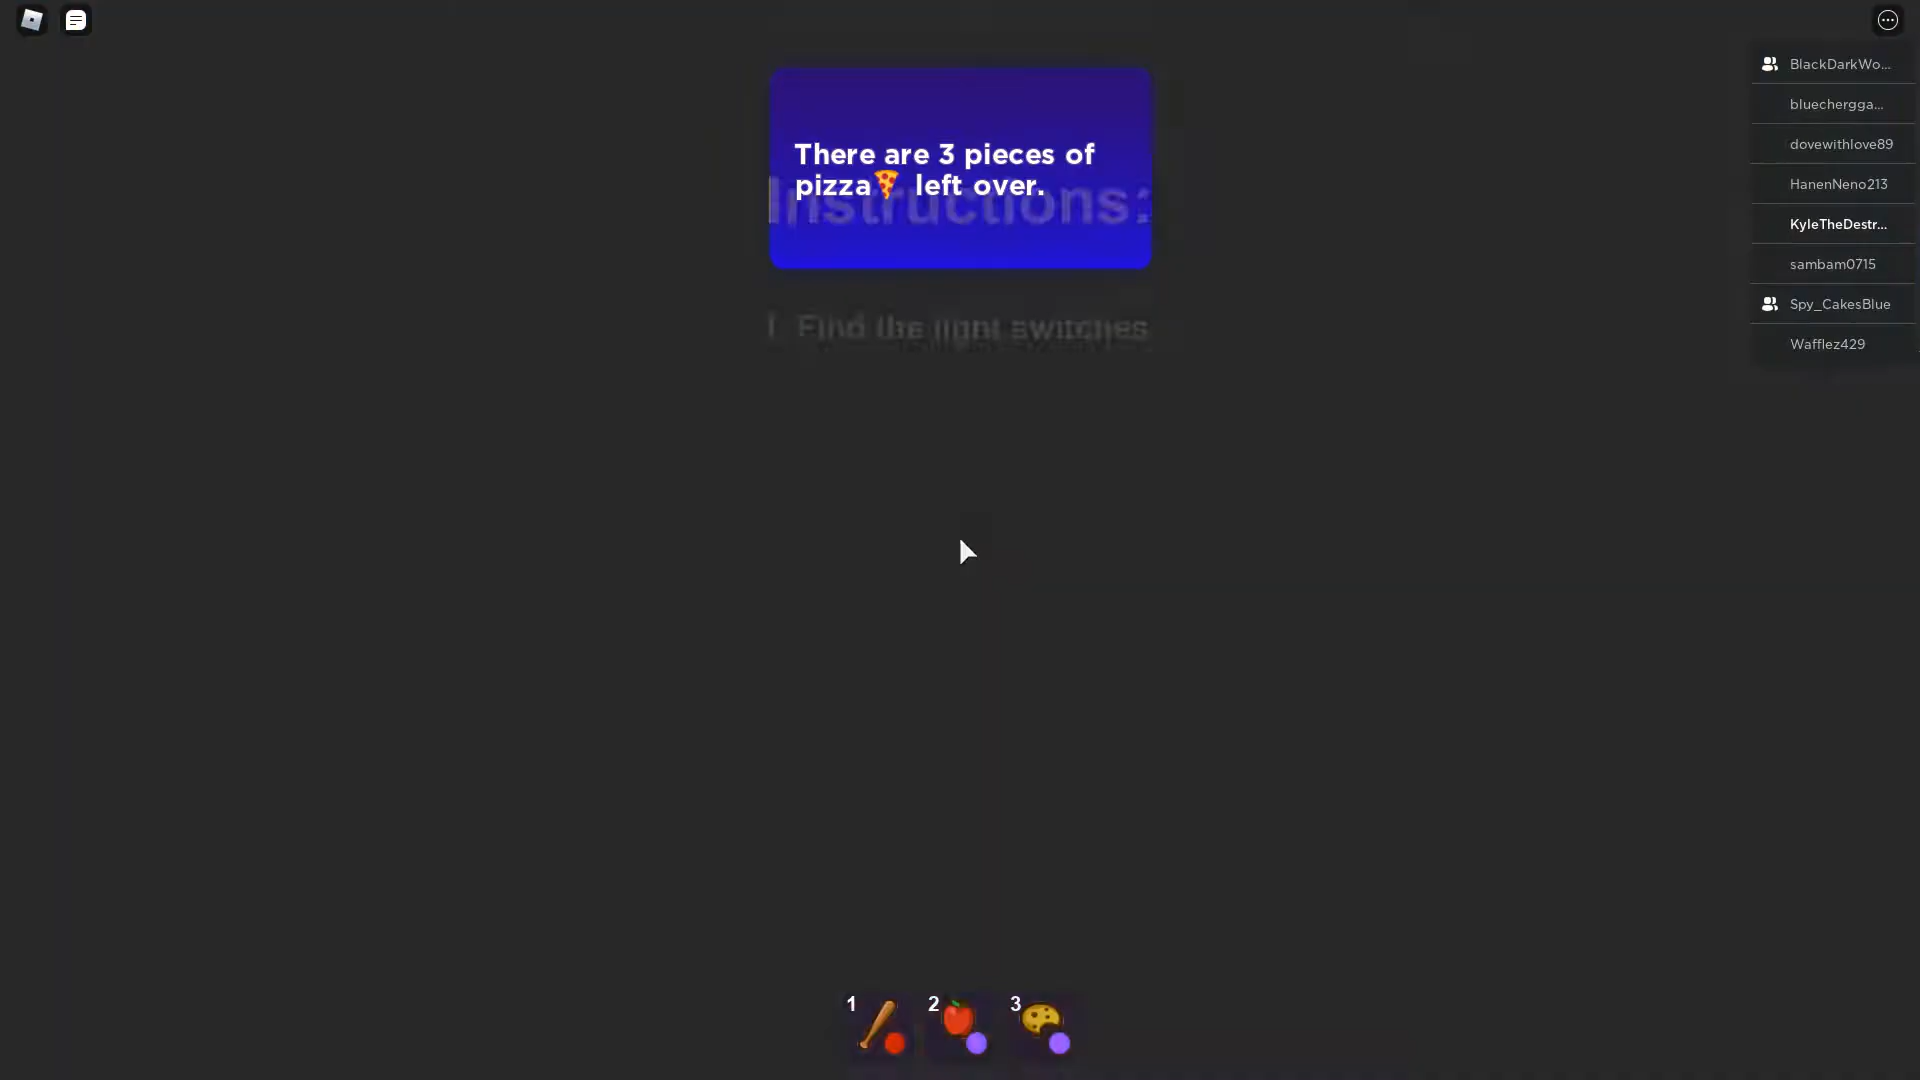 There are 3 pieces of
pizza🍕 left over.
Instructions:
1. Find the light switches
BlackDarkWo...
bluechergga...
dovewithlove89
HanenNeno213
KyleTheDestr...
sambam0715
Spy_CakesBlue
Wafflez429
1
2
3